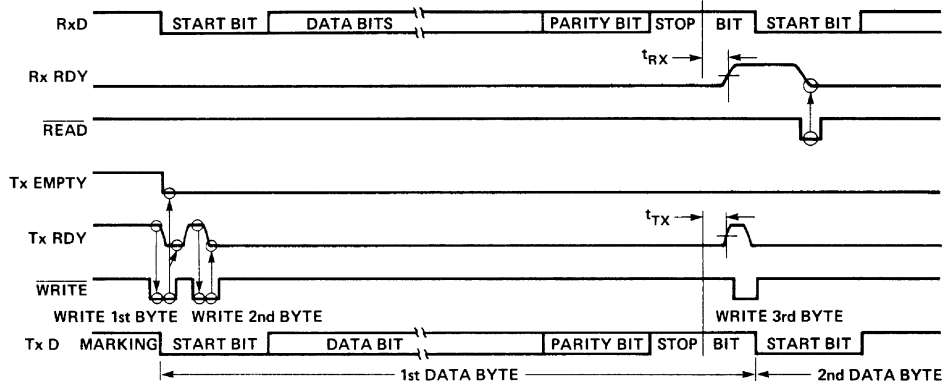 RxD START BIT DATA BITS PARITY BIT STOP BIT START BIT
tRX
Rx RDY
READ
Tx EMPTY
tTX
Tx RDY
WRITE
WRITE 1st BYTE WRITE 2nd BYTE WRITE 3rd BYTE
Tx D MARKING START BIT DATA BIT PARITY BIT STOP BIT START BIT
1st DATA BYTE 2nd DATA BYTE